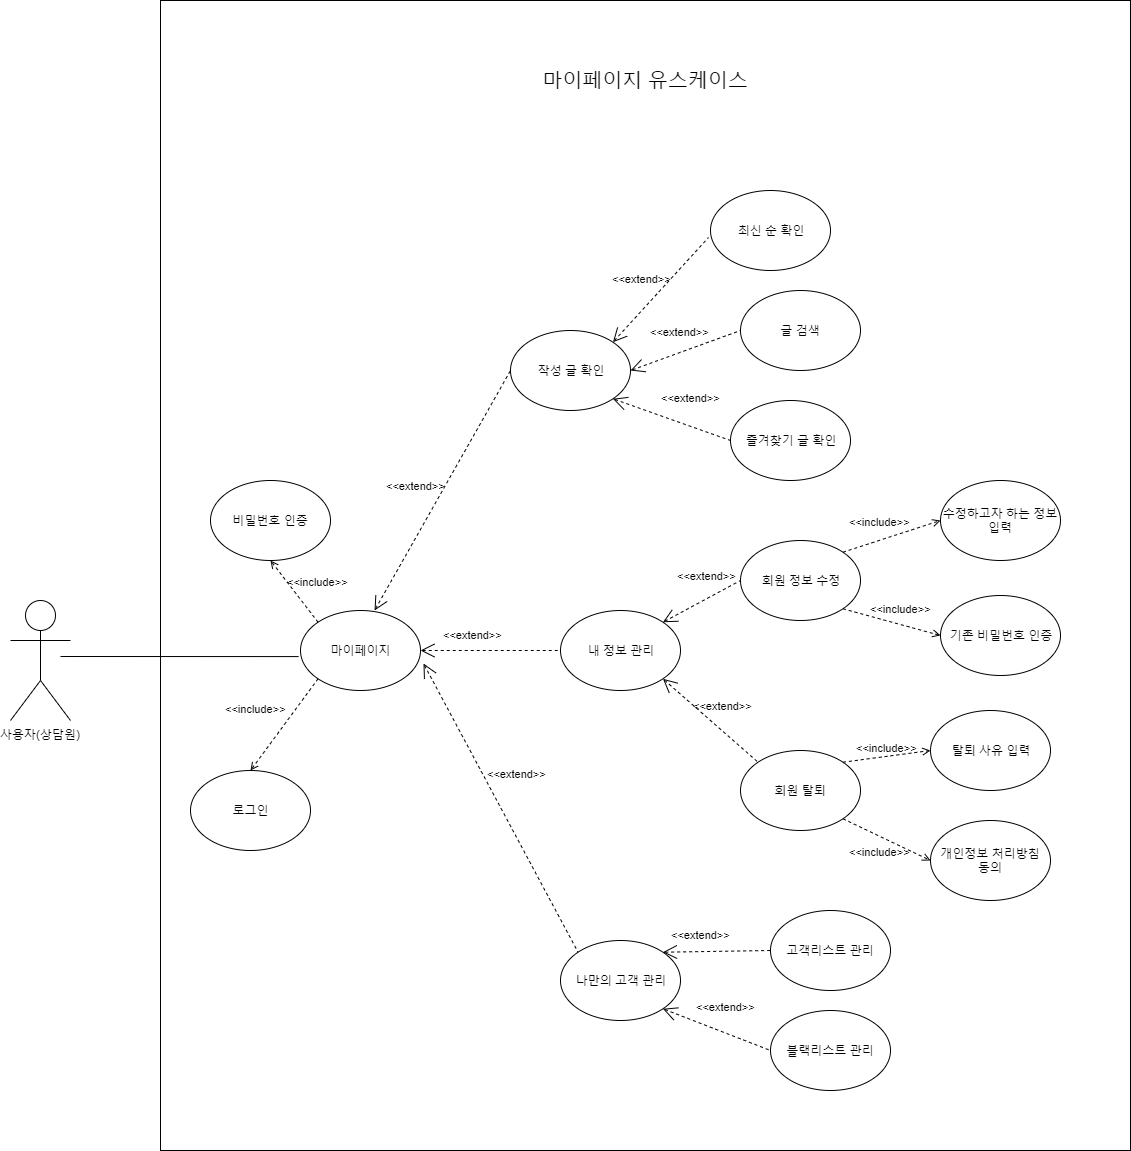 마이페이지 유스케이스
최신 순 확인
<<extend>>
글 검색
<<extend>>
작성 글 확인
<<extend>>
즐겨찾기 글 확인
<<extend>>
비밀번호 인증
수정하고자 하는 정보
입력
<<include>>
<<include>>
회원 정보 수정
<<extend>>
<<include>>
기존 비밀번호 인증
<<extend>>
마이페이지
내 정보 관리
<<include>>
<<extend>>
사용자(상담원)
탈퇴 사유 입력
<<include>>
<<extend>>
회원 탈퇴
로그인
<<include>>
개인정보 처리방침
동의
<<extend>>
고객리스트 관리
나만의 고객 관리
<<extend>>
블랙리스트 관리